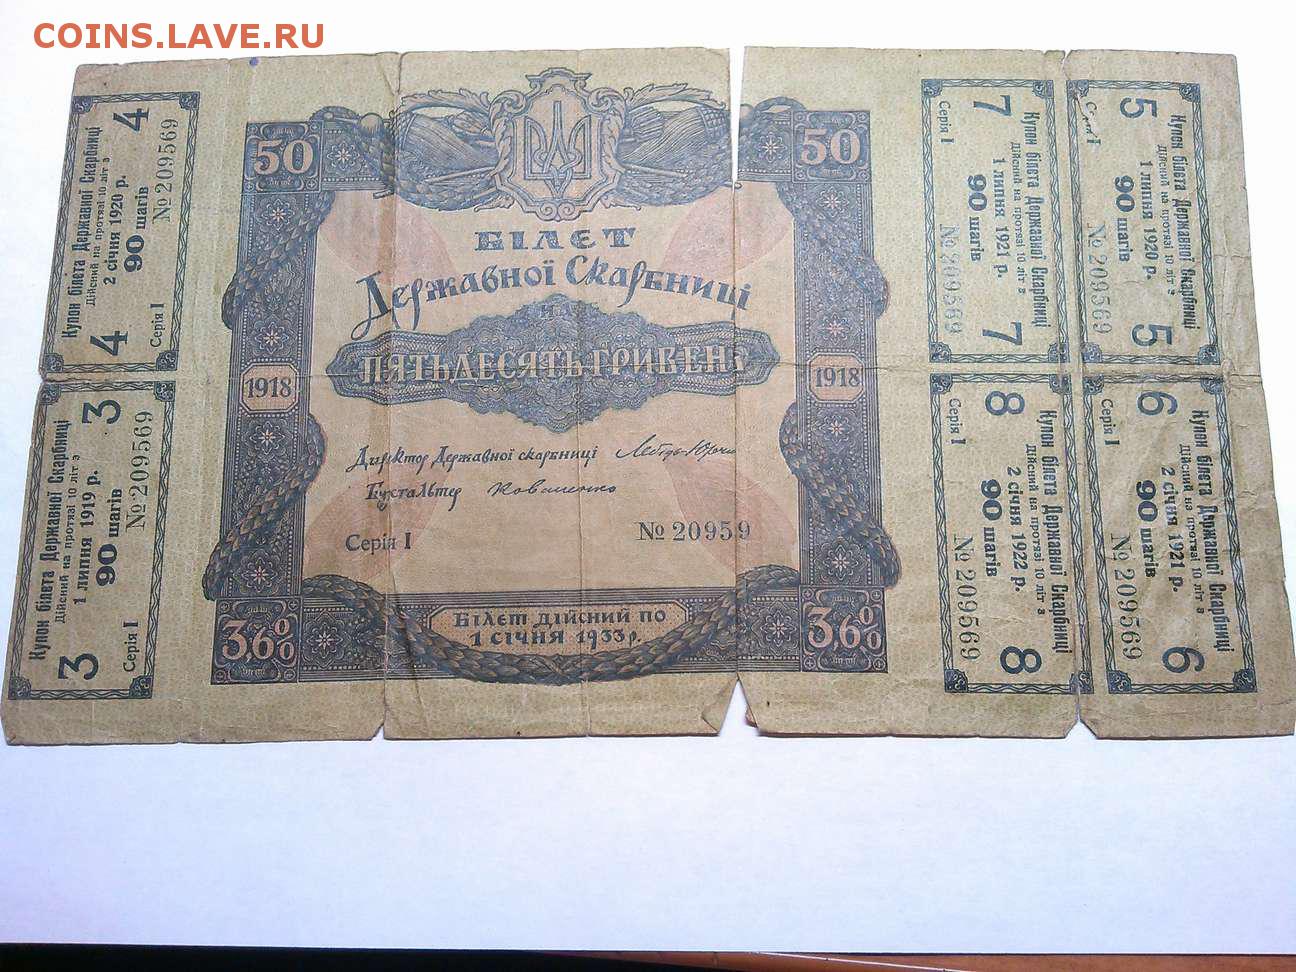 COINS.LAVE.RU
50
50
БІЛЕТ
Державної Скарбниці
НА
ПЯТЬДЕСЯТЬ ГРИВЕНЬ
1918
1918
Директор Державної скарбниці
Бухгальтер
Серія I
№ 20959
3,6%
БІЛЕТ ДІЙСНИЙ ПО
1 СІЧНЯ 1933 р.
3,6%
Купон білета Державної Скарбниці
Дійсний на протязі 10 літ з
4 2 січня 1920 р. 4
90 шагів
Серія I № 209569
Купон білета Державної Скарбниці
Дійсний на протязі 10 літ з
3 1 липня 1919 р. 3
90 шагів
Серія I № 209569
Купон білета Державної Скарбниці
Дійсний на протязі 10 літ з
7 1 липня 1921 р. 7
90 шагів
Серія I № 209569
Купон білета Державної Скарбниці
Дійсний на протязі 10 літ з
5 1 липня 1920 р. 5
90 шагів
Серія I № 209569
Купон білета Державної Скарбниці
Дійсний на протязі 10 літ з
8 2 січня 1922 р. 8
90 шагів
Серія I № 209569
Купон білета Державної Скарбниці
Дійсний на протязі 10 літ з
6 2 січня 1921 р. 6
90 шагів
Серія I № 209569